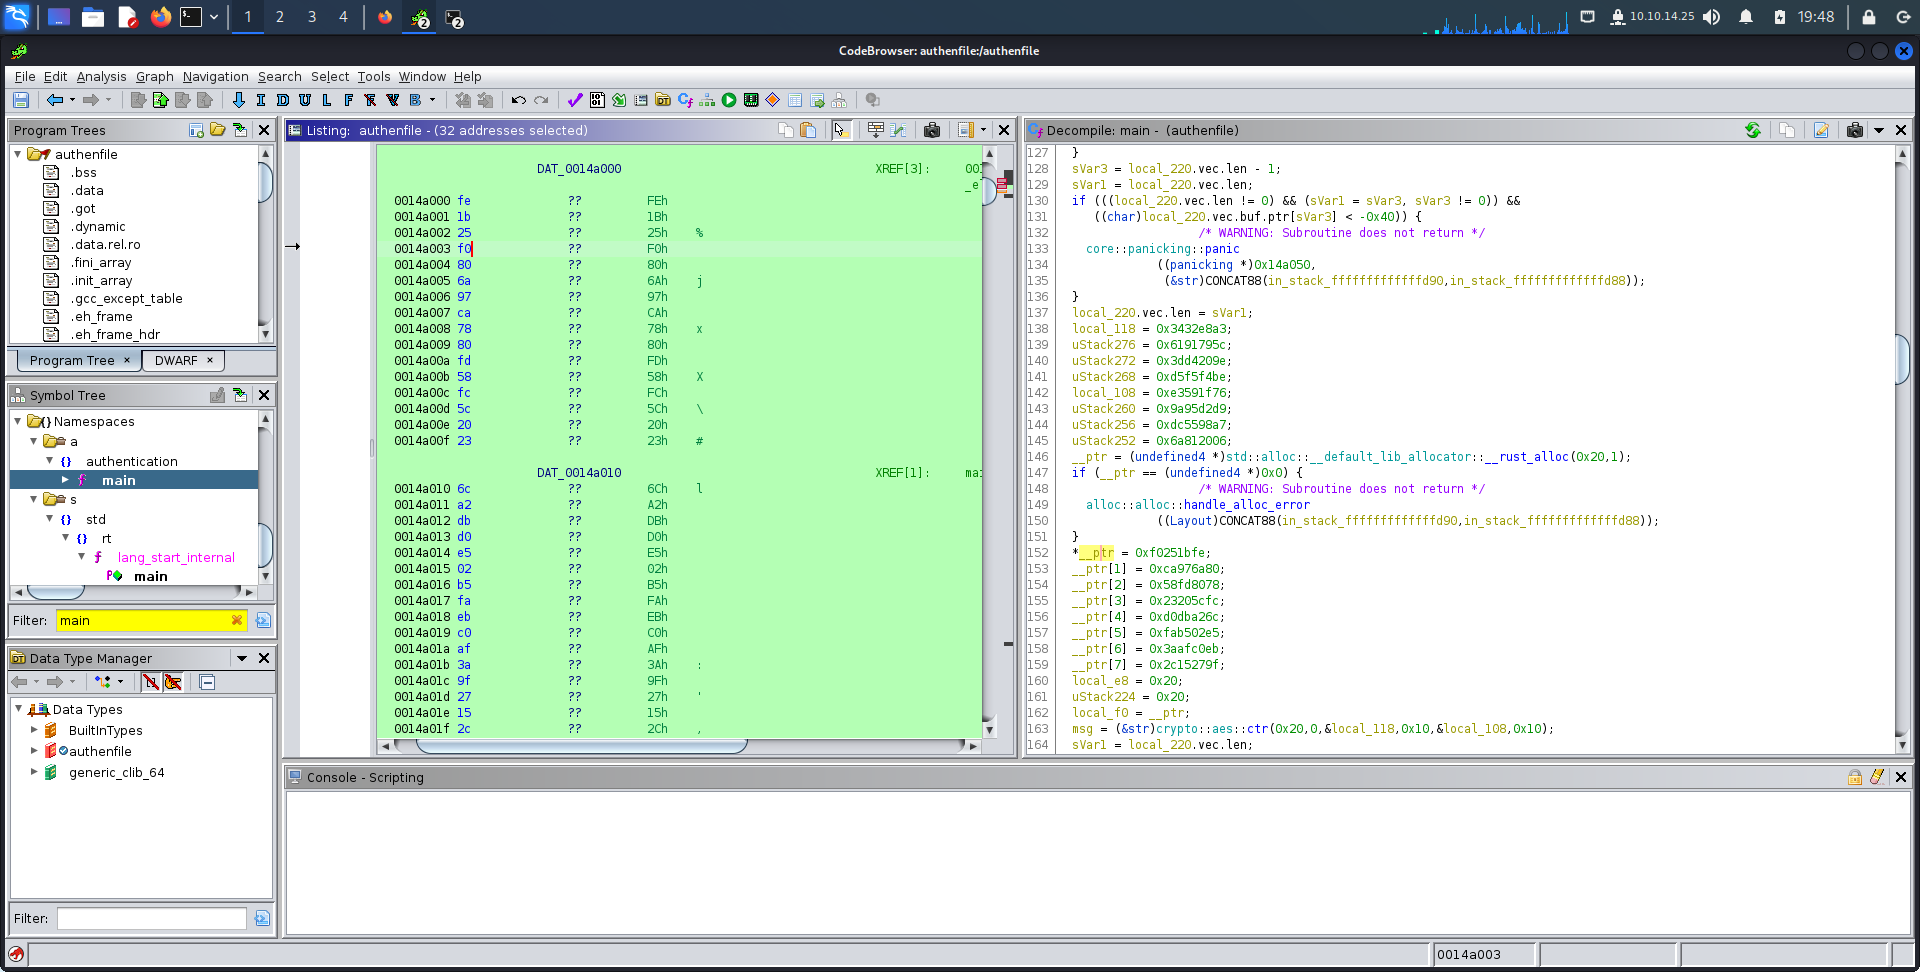 1 2 3 4 2 2 10.10.14.25 19:48
CodeBrowser: authenfile:/authenfile
File Edit Analysis Graph Navigation Search Select Tools Window Help
I D U L F B
Program Trees
authenfile
.bss
.data
.got
.dynamic
.data.rel.ro
.fini_array
.init_array
.gcc_except_table
.eh_frame
.eh_frame_hdr
Program Tree × DWARF ×
Symbol Tree
Namespaces
a
authentication
main
s
std
rt
lang_start_internal
main
Filter: main
Data Type Manager
Data Types
BuiltInTypes
authenfile
generic_clib_64
Filter:
Listing: authenfile - (32 addresses selected)
DAT_0014a000 XREF[3]: 00
_e
0014a000 fe ?? FEh
0014a001 1b ?? 1Bh
0014a002 25 ?? 25h %
0014a003 f0 ?? F0h
0014a004 80 ?? 80h
0014a005 6a ?? 6Ah j
0014a006 97 ?? 97h
0014a007 ca ?? CAh
0014a008 78 ?? 78h x
0014a009 80 ?? 80h
0014a00a fd ?? FDh
0014a00b 58 ?? 58h X
0014a00c fc ?? FCh
0014a00d 5c ?? 5Ch \
0014a00e 20 ?? 20h
0014a00f 23 ?? 23h #
DAT_0014a010 XREF[1]: mai
0014a010 6c ?? 6Ch l
0014a011 a2 ?? A2h
0014a012 db ?? DBh
0014a013 d0 ?? D0h
0014a014 e5 ?? E5h
0014a015 02 ?? 02h
0014a016 b5 ?? B5h
0014a017 fa ?? FAh
0014a018 eb ?? EBh
0014a019 c0 ?? C0h
0014a01a af ?? AFh
0014a01b 3a ?? 3Ah :
0014a01c 9f ?? 9Fh
0014a01d 27 ?? 27h '
0014a01e 15 ?? 15h
0014a01f 2c ?? 2Ch ,
Decompile: main - (authenfile)
127 }
128 sVar3 = local_220.vec.len - 1;
129 sVar1 = local_220.vec.len;
130 if (((local_220.vec.len != 0) && (sVar1 = sVar3, sVar3 != 0)) &&
131 ((char)local_220.vec.buf.ptr[sVar3] < -0x40)) {
132 /* WARNING: Subroutine does not return */
133 core::panicking::panic
134 ((panicking *)0x14a050,
135 (&str)CONCAT88(in_stack_fffffffffffffd90,in_stack_fffffffffffffd88));
136 }
137 local_220.vec.len = sVar1;
138 local_118 = 0x3432e8a3;
139 uStack276 = 0x6191795c;
140 uStack272 = 0x3dd4209e;
141 uStack268 = 0xd5f5f4be;
142 local_108 = 0xe3591f76;
143 uStack260 = 0x9a95d2d9;
144 uStack256 = 0xdc5598a7;
145 uStack252 = 0x6a812006;
146 __ptr = (undefined4 *)std::alloc::__default_lib_allocator::__rust_alloc(0x20,1);
147 if (__ptr == (undefined4 *)0x0) {
148 /* WARNING: Subroutine does not return */
149 alloc::alloc::handle_alloc_error
150 ((Layout)CONCAT88(in_stack_fffffffffffffd90,in_stack_fffffffffffffd88));
151 }
152 *__ptr = 0xf0251bfe;
153 __ptr[1] = 0xca976a80;
154 __ptr[2] = 0x58fd8078;
155 __ptr[3] = 0x23205cfc;
156 __ptr[4] = 0xd0dba26c;
157 __ptr[5] = 0xfab502e5;
158 __ptr[6] = 0x3aafc0eb;
159 __ptr[7] = 0x2c15279f;
160 local_e8 = 0x20;
161 uStack224 = 0x20;
162 local_f0 = __ptr;
163 msg = (&str)crypto::aes::ctr(0x20,0,&local_118,0x10,&local_108,0x10);
164 sVar1 = local_220.vec.len;
Console - Scripting
0014a003